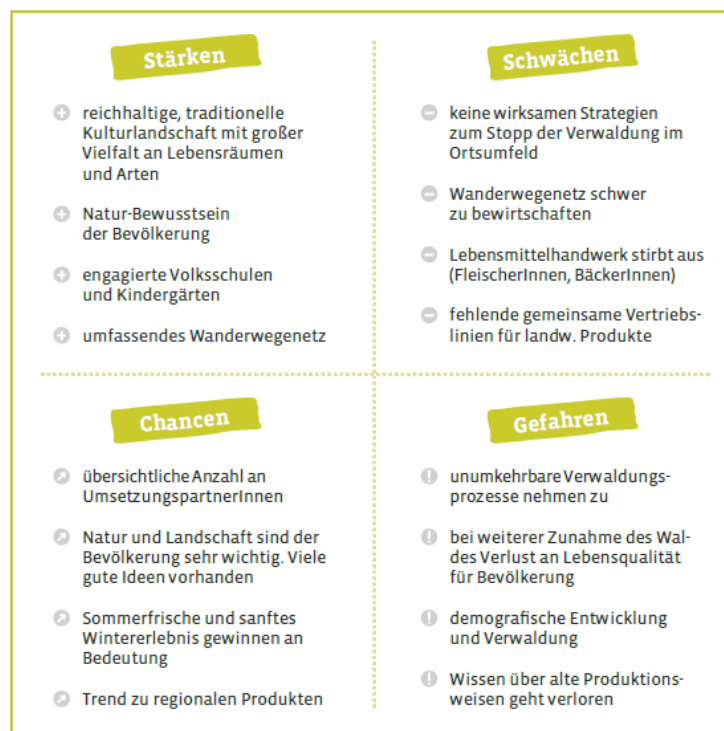 Stärken
reichhaltige, traditionelle
Kulturlandschaft mit großer
Vielfalt an Lebensräumen
und Arten
Natur-Bewusstsein
der Bevölkerung
engagierte Volksschulen
und Kindergärten
umfassendes Wanderwegenetz
Schwächen
keine wirksamen Strategien
zum Stopp der Verwaldung im
Ortsumfeld
Wanderwegenetz schwer
zu bewirtschaften
Lebensmittelhandwerk stirbt aus
(FleischerInnen, BäckerInnen)
fehlende gemeinsame Vertriebs-
linien für landw. Produkte
Chancen
übersichtliche Anzahl an
UmsetzungspartnerInnen
Natur und Landschaft sind der
Bevölkerung sehr wichtig. Viele
gute Ideen vorhanden
Sommerfrische und sanftes
Wintererlebnis gewinnen an
Bedeutung
Trend zu regionalen Produkten
Gefahren
unumkehrbare Verwaldungs-
prozesse nehmen zu
bei weiterer Zunahme des Wal-
des Verlust an Lebensqualität
für Bevölkerung
demografische Entwicklung
und Verwaldung
Wissen über alte Produktions-
weisen geht verloren